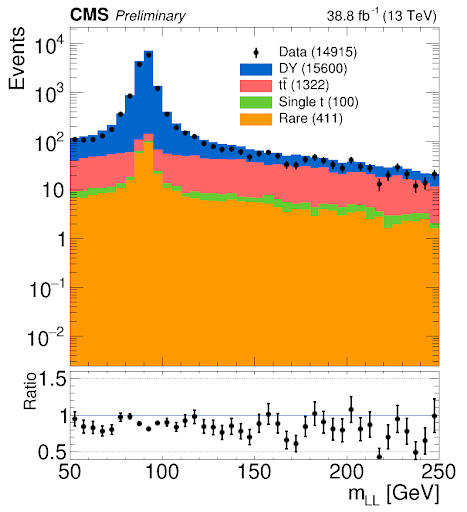 CMS Preliminary 38.8 fb⁻¹ (13 TeV)
Events
10⁴
10³
10²
10
1
10⁻¹
10⁻²
Data (14915)
DY (15600)
tt̄ (1322)
Single t (100)
Rare (411)
Ratio
1.5
1
0.5
50 100 150 200 250
m_LL [GeV]